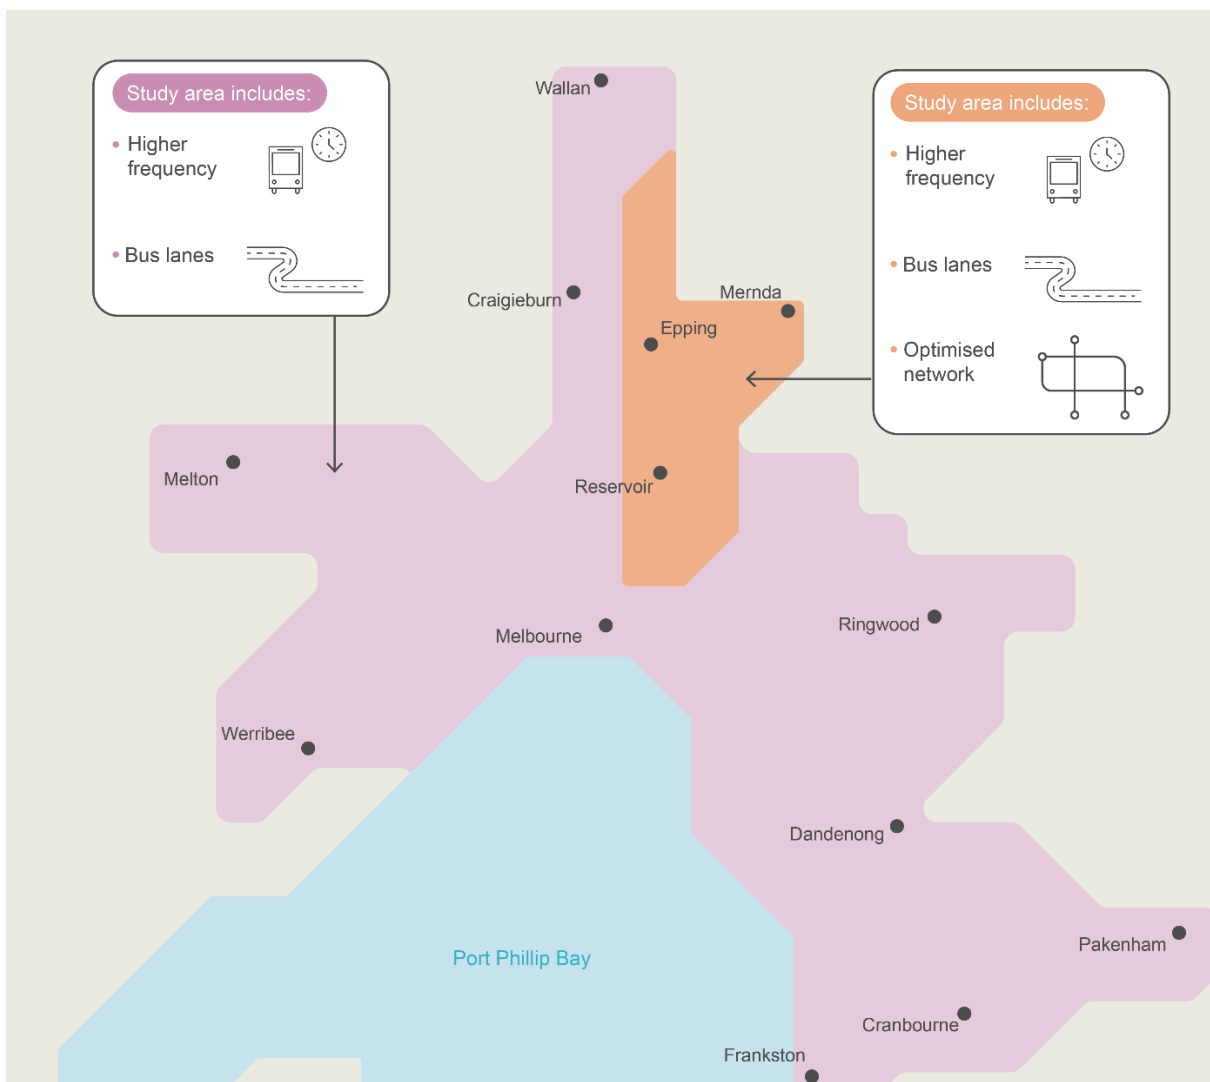 Study area includes:
• Higher
frequency
• Bus lanes
Study area includes:
• Higher
frequency
• Bus lanes
• Optimised
network
Wallan
Craigieburn
Mernda
Epping
Melton
Reservoir
Melbourne
Ringwood
Werribee
Dandenong
Port Phillip Bay
Pakenham
Cranbourne
Frankston